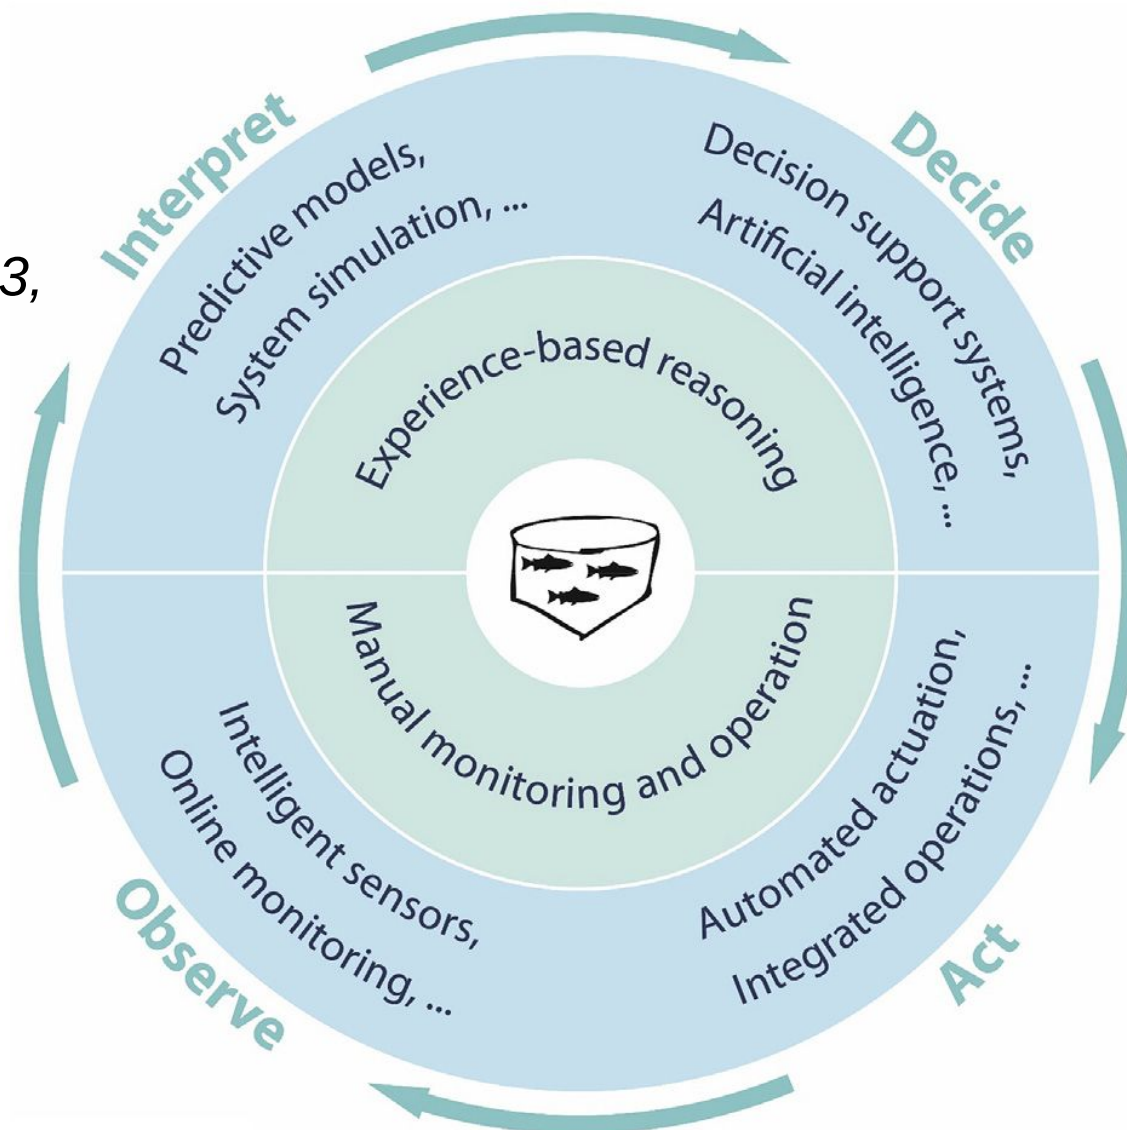 Interpret
Decide
Predictive models,
System simulation, ...
Decision support systems,
Artificial intelligence, ...
3,
Experience-based reasoning
Manual monitoring and operation
Intelligent sensors,
Online monitoring, ...
Automated actuation,
Integrated operations, ...
Observe
Act